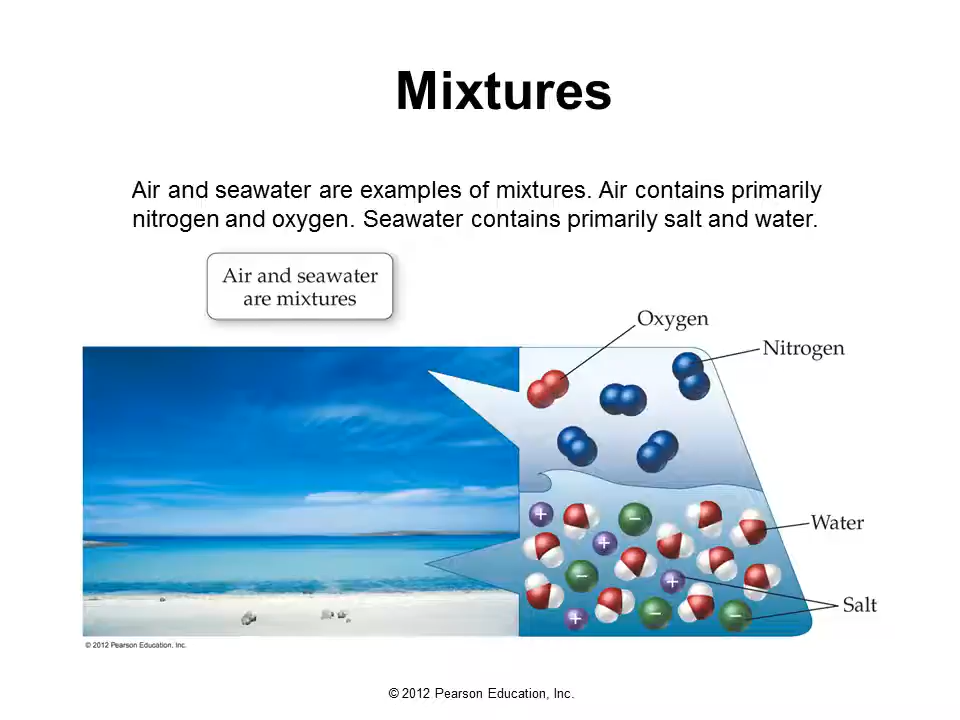 Mixtures
Air and seawater are examples of mixtures. Air contains primarily
nitrogen and oxygen. Seawater contains primarily salt and water.
Air and seawater
are mixtures
Oxygen
Nitrogen
+
−
+
Water
−
+
Salt
+
−
−
© 2012 Pearson Education, Inc.
© 2012 Pearson Education, Inc.